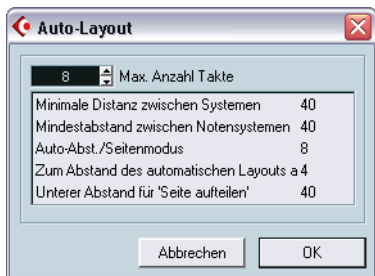 Auto-Layout
8 Max. Anzahl Takte
Minimale Distanz zwischen Systemen 40
Mindestabstand zwischen Notensystemen 40
Auto-Abst./Seitenmodus 8
Zum Abstand des automatischen Layouts a 4
Unterer Abstand für 'Seite aufteilen' 40
Abbrechen OK